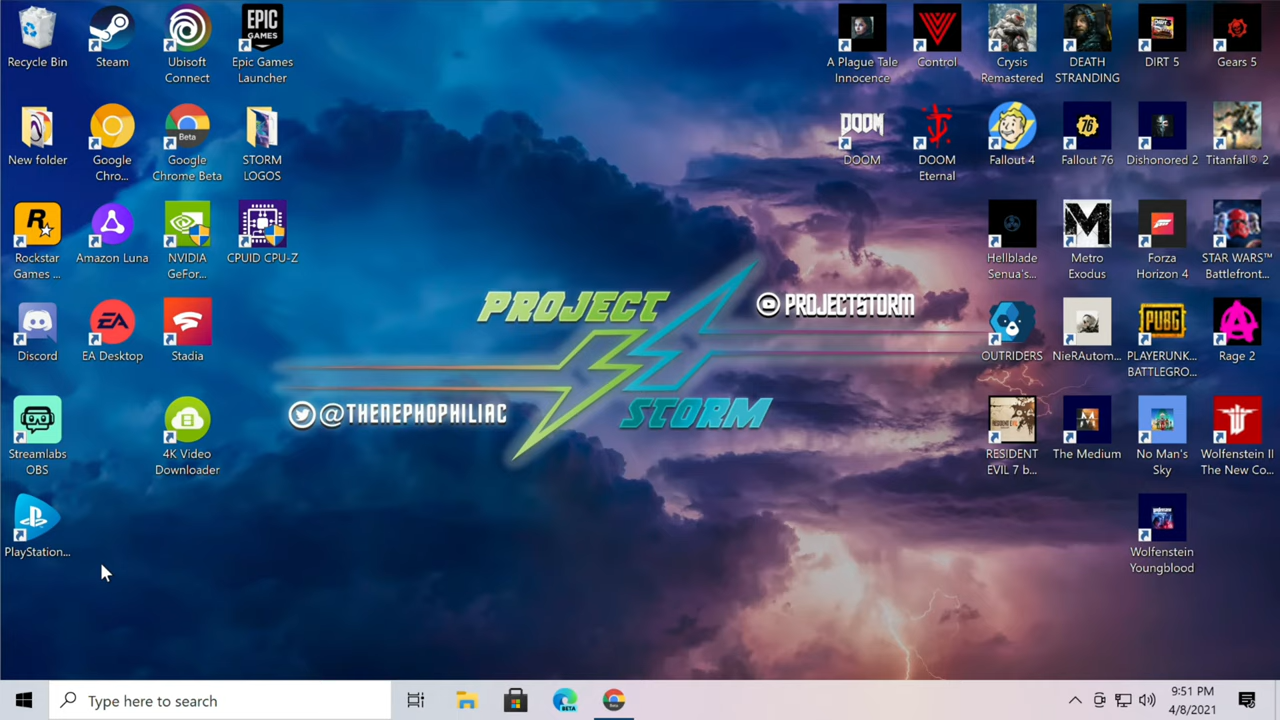 Recycle Bin
Steam
Ubisoft
Connect
EPIC
GAMES
Epic Games
Launcher
A Plague Tale
Innocence
Control
Crysis
Remastered
DEATH
STRANDING
DIRT 5
Gears 5
New folder
Google
Chro...
Beta
Google
Chrome Beta
STORM
LOGOS
DOOM
DOOM
DOOM
Eternal
Fallout 4
76
Fallout 76
Dishonored 2
Titanfall® 2
R
Rockstar
Games ...
Amazon Luna
NVIDIA
GeFor...
CPUID CPU-Z
Hellblade
Senua's...
M
Metro
Exodus
Forza
Horizon 4
STAR WARS™
Battlefront...
PROJECT
STORM
PROJECTSTORM
@THENEPHOPHILIAC
Discord
EA
EA Desktop
Stadia
OUTRIDERS
NieRAutom...
PUBG
PLAYERUNK...
BATTLEGRO...
Rage 2
Streamlabs
OBS
4K Video
Downloader
RESIDENT
EVIL 7 b...
The Medium
No Man's
Sky
Wolfenstein II
The New Co...
PlayStation...
Wolfenstein
Youngblood
Type here to search
BETA
9:51 PM
4/8/2021